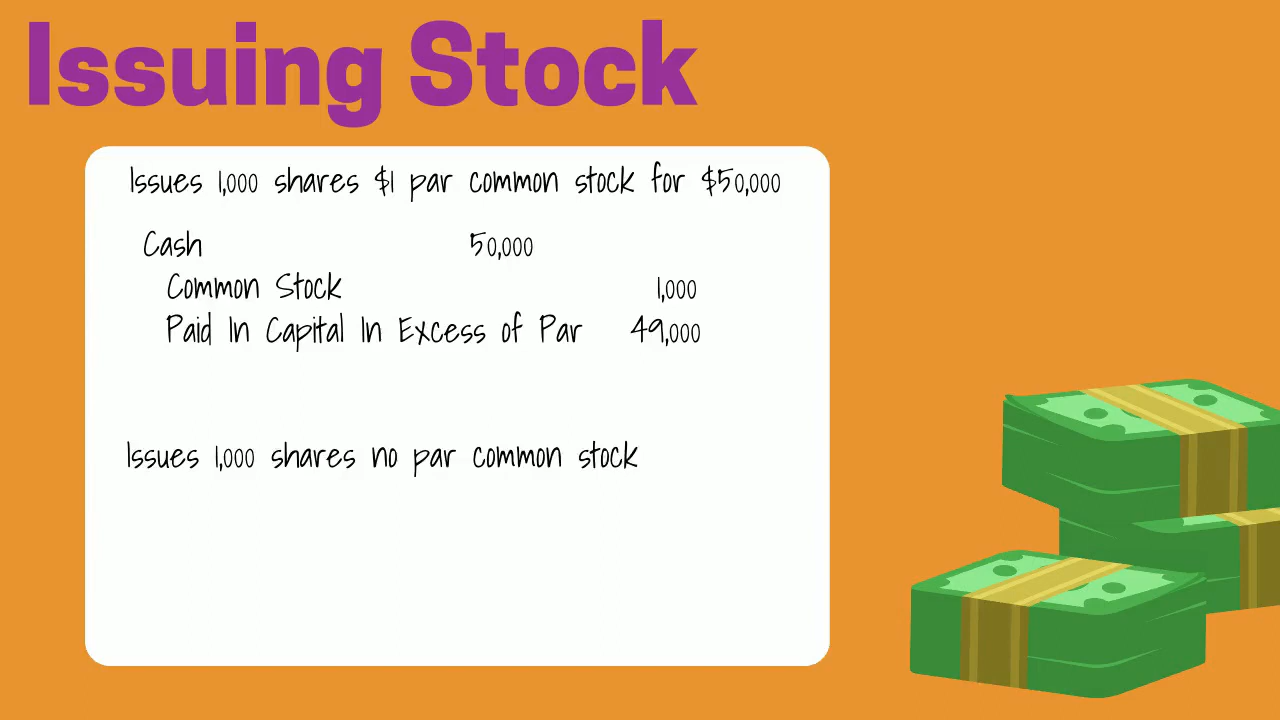 Issuing Stock
Issues 1,000 shares $1 par common stock for $50,000
Cash 50,000
Common Stock 1,000
Paid In Capital In Excess of Par 49,000
Issues 1,000 shares no par common stock